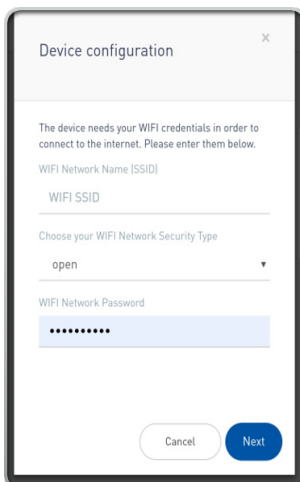 Device configuration
×
The device needs your WIFI credentials in order to
connect to the internet. Please enter them below.
WIFI Network Name (SSID)
WIFI SSID
Choose your WIFI Network Security Type
open
WIFI Network Password
••••••••••
Cancel
Next